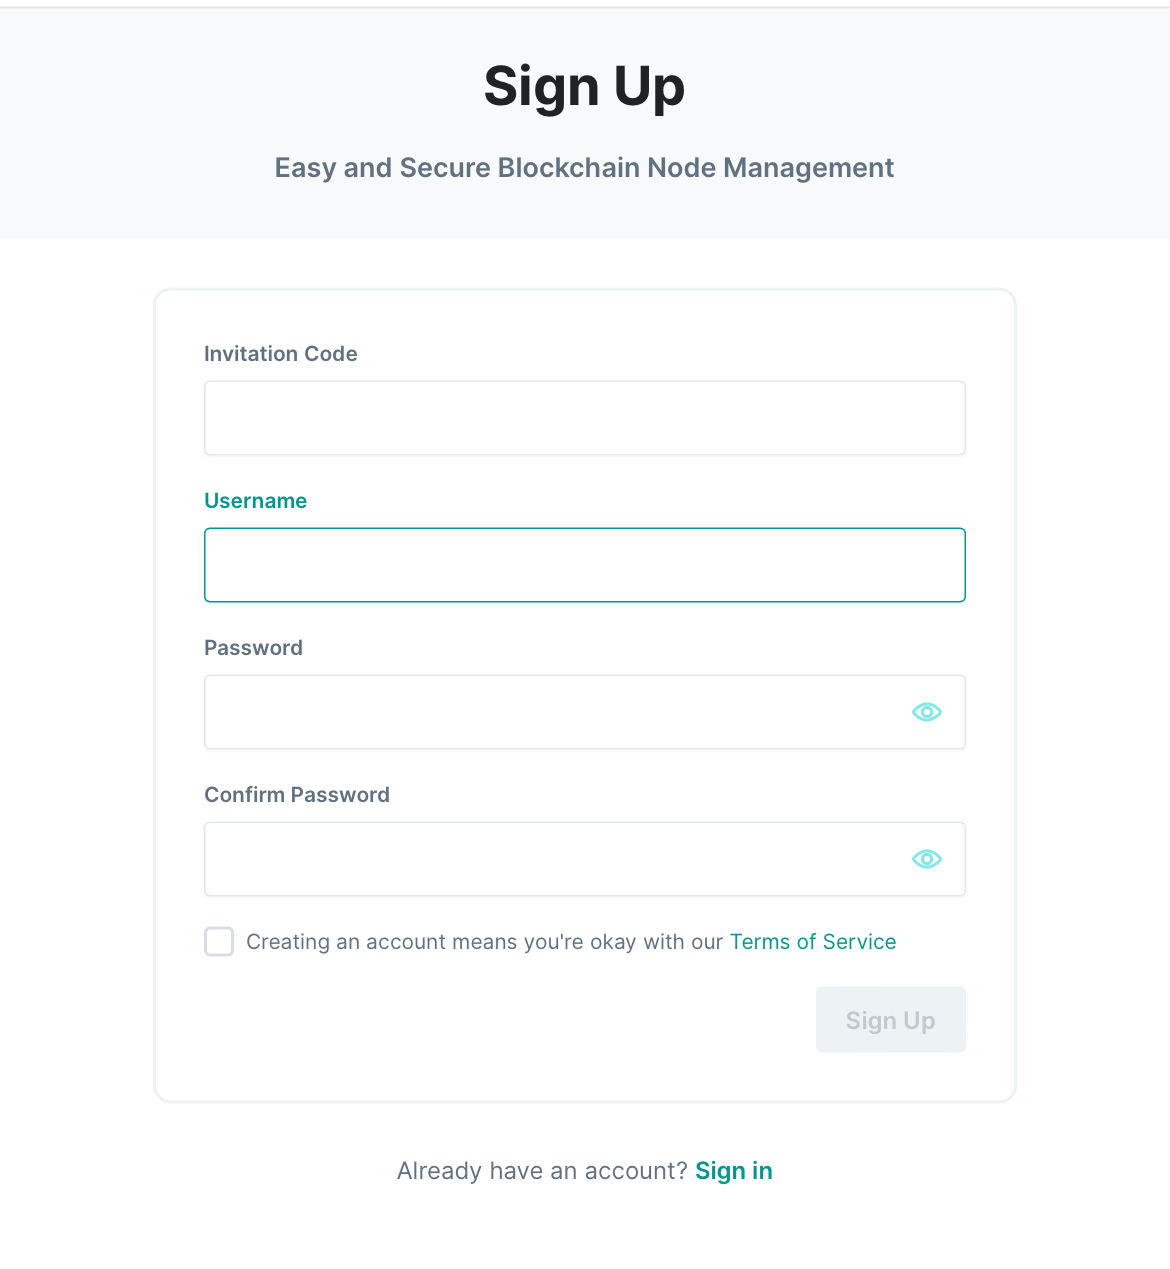 Sign Up
Easy and Secure Blockchain Node Management
Invitation Code
Username
Password
Confirm Password
Creating an account means you're okay with our Terms of Service
Sign Up
Already have an account? Sign in